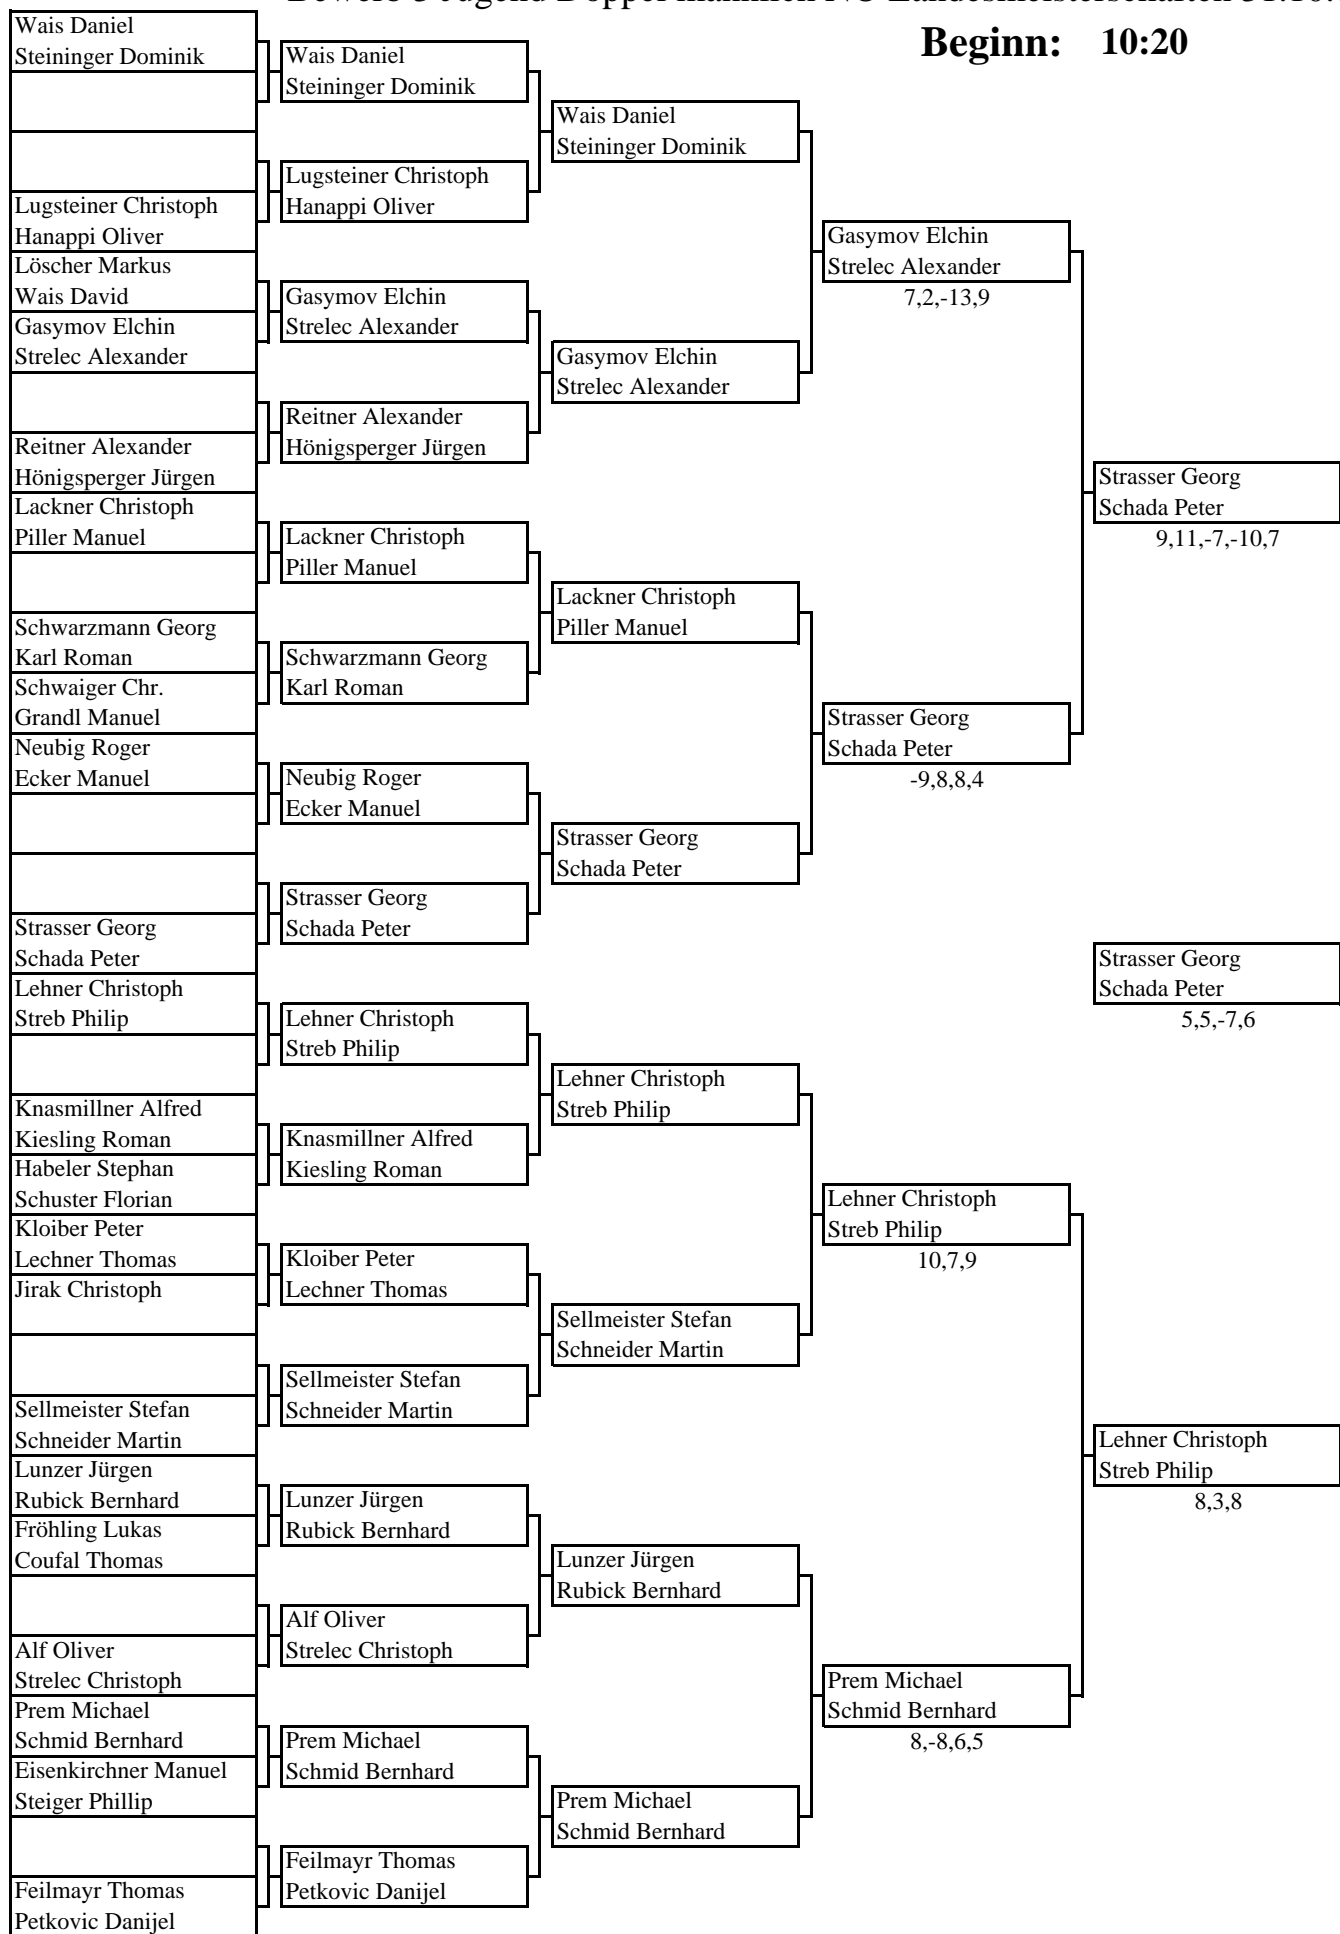 Bewerb 3 Jugend Doppel männlich NÖ Landesmeisterschaften 31.10.
Beginn: 10:20
Wais Daniel
Steininger Dominik
Lugsteiner Christoph
Hanappi Oliver
Löscher Markus
Wais David
Gasymov Elchin
Strelec Alexander
Reitner Alexander
Hönigsperger Jürgen
Lackner Christoph
Piller Manuel
Schwarzmann Georg
Karl Roman
Schwaiger Chr.
Grandl Manuel
Neubig Roger
Ecker Manuel
Strasser Georg
Schada Peter
Lehner Christoph
Streb Philip
Knasmillner Alfred
Kiesling Roman
Habeler Stephan
Schuster Florian
Kloiber Peter
Lechner Thomas
Jirak Christoph
Sellmeister Stefan
Schneider Martin
Lunzer Jürgen
Rubick Bernhard
Fröhling Lukas
Coufal Thomas
Alf Oliver
Strelec Christoph
Prem Michael
Schmid Bernhard
Eisenkirchner Manuel
Steiger Phillip
Feilmayr Thomas
Petkovic Danijel
Wais Daniel
Steininger Dominik
Lugsteiner Christoph
Hanappi Oliver
Gasymov Elchin
Strelec Alexander
Reitner Alexander
Hönigsperger Jürgen
Lackner Christoph
Piller Manuel
Schwarzmann Georg
Karl Roman
Neubig Roger
Ecker Manuel
Strasser Georg
Schada Peter
Lehner Christoph
Streb Philip
Knasmillner Alfred
Kiesling Roman
Kloiber Peter
Lechner Thomas
Sellmeister Stefan
Schneider Martin
Lunzer Jürgen
Rubick Bernhard
Alf Oliver
Strelec Christoph
Prem Michael
Schmid Bernhard
Feilmayr Thomas
Petkovic Danijel
Wais Daniel
Steininger Dominik
Gasymov Elchin
Strelec Alexander
Lackner Christoph
Piller Manuel
Strasser Georg
Schada Peter
Lehner Christoph
Streb Philip
Sellmeister Stefan
Schneider Martin
Lunzer Jürgen
Rubick Bernhard
Prem Michael
Schmid Bernhard
Gasymov Elchin
Strelec Alexander
7,2,-13,9
Strasser Georg
Schada Peter
-9,8,8,4
Lehner Christoph
Streb Philip
10,7,9
Prem Michael
Schmid Bernhard
8,-8,6,5
Strasser Georg
Schada Peter
9,11,-7,-10,7
Strasser Georg
Schada Peter
5,5,-7,6
Lehner Christoph
Streb Philip
8,3,8